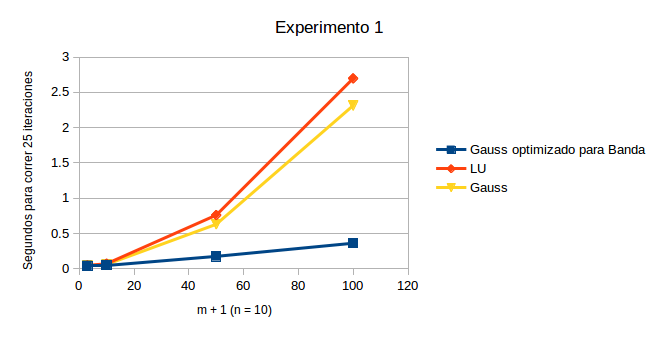 Experimento 1
Segundos para correr 25 iteraciones
3
2.5
2
1.5
1
0.5
0
0 20 40 60 80 100 120
m + 1 (n = 10)
Gauss optimizado para Banda
LU
Gauss